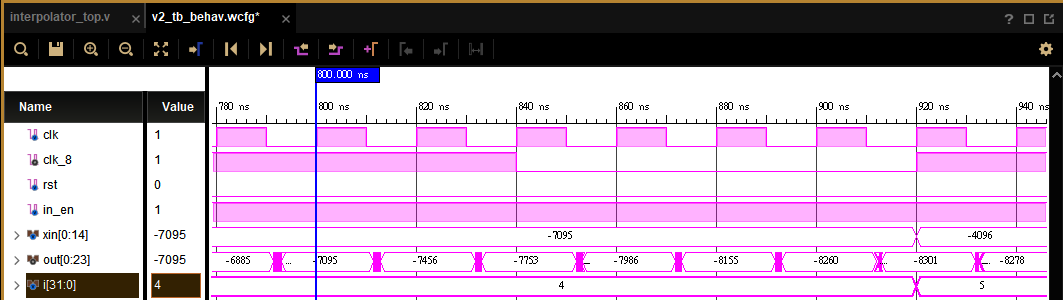 interpolator_top.v × v2_tb_behav.wcfg* × ?
800.000 ns
Name Value
780 ns 800 ns 820 ns 840 ns 860 ns 880 ns 900 ns 920 ns 940 ns
clk 1
clk_8 1
rst 0
in_en 1
xin[0:14] -7095 -7095 -4096
out[0:23] -7095 -6885 ... -7095 -7456 -7753 ... -7986 -8155 -8260 ... -8301 ... -8278
i[31:0] 4 4 5